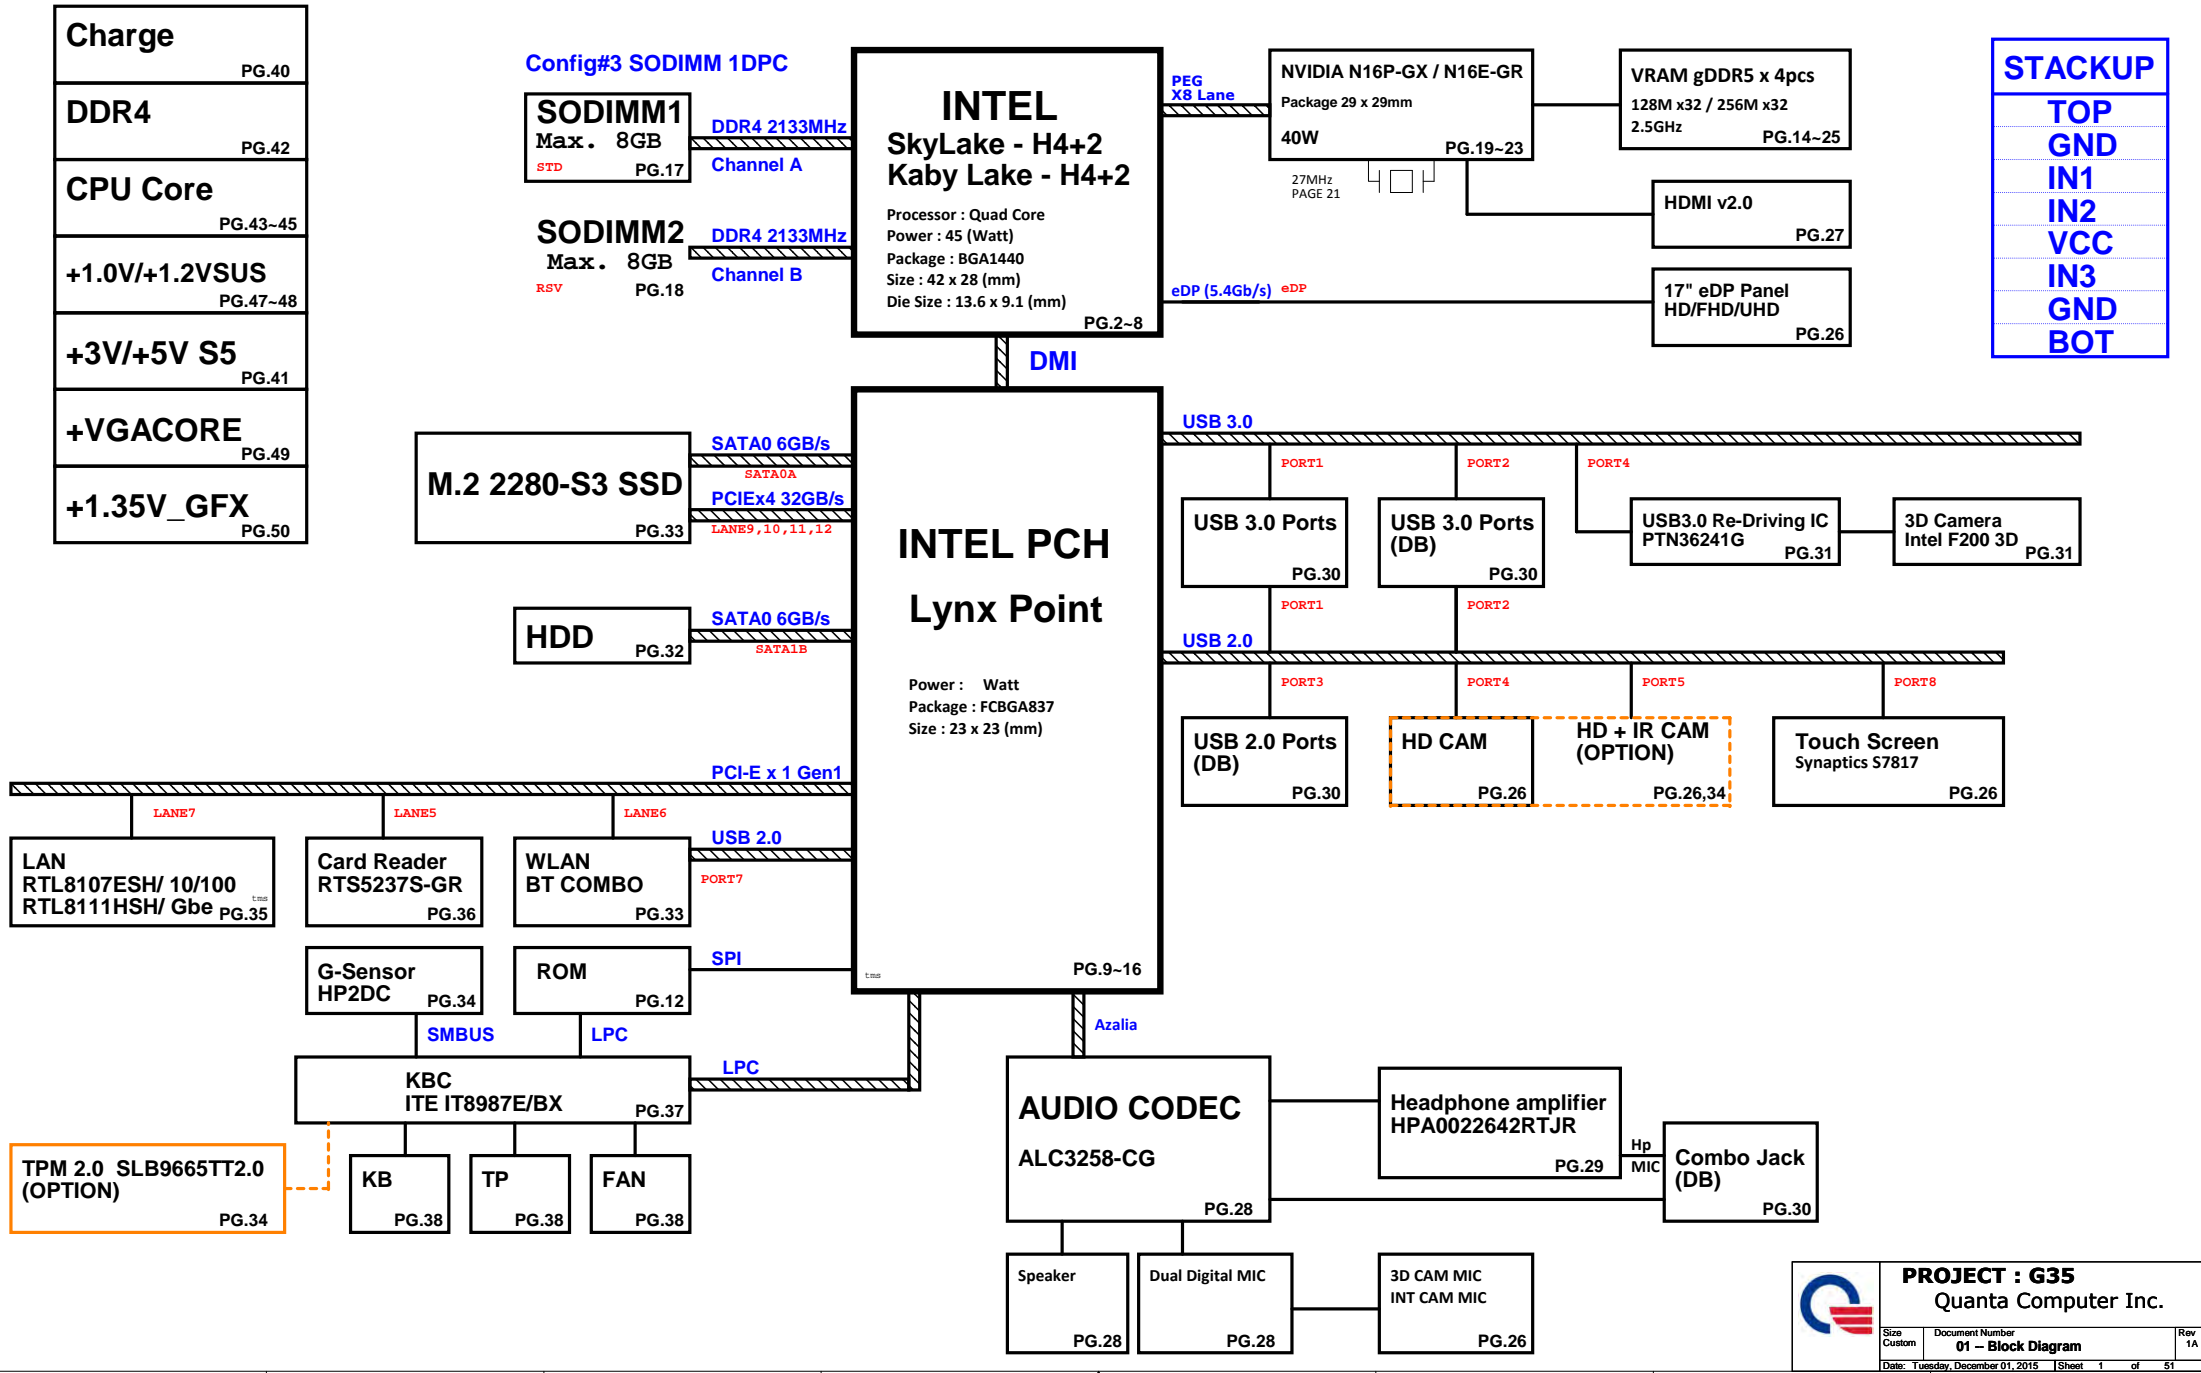 Charge
PG.40
DDR4
PG.42
CPU Core
PG.43~45
+1.0V/+1.2VSUS
PG.47~48
+3V/+5V S5
PG.41
+VGACORE
PG.49
+1.35V_GFX
PG.50
Config#3 SODIMM 1DPC
SODIMM1
Max. 8GB
STD
PG.17
DDR4 2133MHz
Channel A
SODIMM2
Max. 8GB
RSV
PG.18
DDR4 2133MHz
Channel B
INTEL
SkyLake - H4+2
Kaby Lake - H4+2
Processor : Quad Core
Power : 45 (Watt)
Package : BGA1440
Size : 42 x 28 (mm)
Die Size : 13.6 x 9.1 (mm)
PG.2~8
PEG
X8 Lane
NVIDIA N16P-GX / N16E-GR
Package 29 x 29mm
40W
PG.19~23
27MHz
PAGE 21
VRAM gDDR5 x 4pcs
128M x32 / 256M x32
2.5GHz
PG.14~25
HDMI v2.0
PG.27
eDP (5.4Gb/s)
eDP
17" eDP Panel
HD/FHD/UHD
PG.26
STACKUP
TOP
GND
IN1
IN2
VCC
IN3
GND
BOT
DMI
M.2 2280-S3 SSD
PG.33
SATA0 6GB/s
SATA0A
PCIEx4 32GB/s
LANE9,10,11,12
HDD
PG.32
SATA0 6GB/s
SATA1B
INTEL PCH
Lynx Point
Power : Watt
Package : FCBGA837
Size : 23 x 23 (mm)
PG.9~16
tms
USB 3.0
PORT1
PORT2
PORT4
USB 3.0 Ports
PG.30
USB 3.0 Ports
(DB)
PG.30
USB3.0 Re-Driving IC
PTN36241G
PG.31
3D Camera
Intel F200 3D
PG.31
PORT1
PORT2
USB 2.0
PORT3
PORT4
PORT5
PORT8
USB 2.0 Ports
(DB)
PG.30
HD CAM
PG.26
HD + IR CAM
(OPTION)
PG.26,34
Touch Screen
Synaptics S7817
PG.26
PCI-E x 1 Gen1
LANE7
LANE5
LANE6
LAN
RTL8107ESH/ 10/100
RTL8111HSH/ Gbe
tms
PG.35
Card Reader
RTS5237S-GR
PG.36
WLAN
BT COMBO
PG.33
USB 2.0
PORT7
G-Sensor
HP2DC
PG.34
ROM
PG.12
SPI
SMBUS
LPC
KBC
ITE IT8987E/BX
PG.37
LPC
TPM 2.0 SLB9665TT2.0
(OPTION)
PG.34
KB
PG.38
TP
PG.38
FAN
PG.38
Azalia
AUDIO CODEC
ALC3258-CG
PG.28
Headphone amplifier
HPA0022642RTJR
PG.29
Hp
MIC
Combo Jack
(DB)
PG.30
Speaker
PG.28
Dual Digital MIC
PG.28
3D CAM MIC
INT CAM MIC
PG.26
PROJECT : G35
Quanta Computer Inc.
Size
Custom
Document Number
01 -- Block Diagram
Rev
1A
Date: Tuesday, December 01, 2015
Sheet 1 of 51